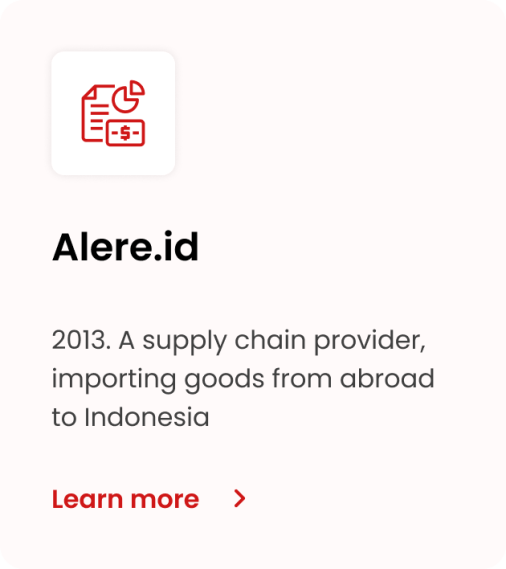 $
Alere.id
2013. A supply chain provider,
importing goods from abroad
to Indonesia
Learn more